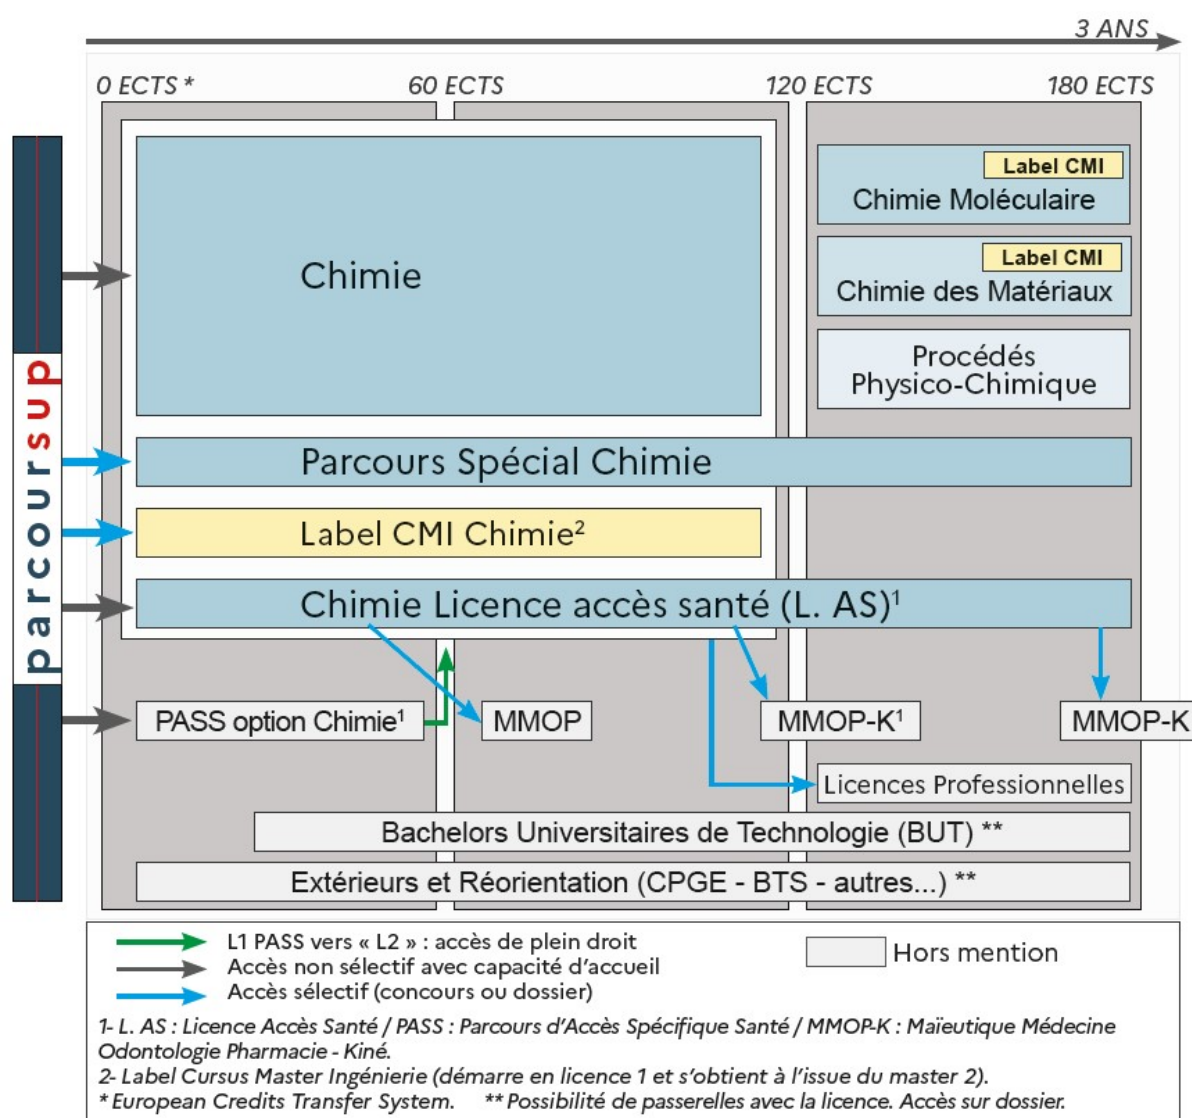 3 ANS
0 ECTS *
60 ECTS
120 ECTS
180 ECTS
parcoursup
Chimie
Label CMI
Chimie Moléculaire
Label CMI
Chimie des Matériaux
Procédés
Physico-Chimique
Parcours Spécial Chimie
Label CMI Chimie²
Chimie Licence accès santé (L. AS)¹
PASS option Chimie¹
MMOP
MMOP-K¹
MMOP-K
Licences Professionnelles
Bachelors Universitaires de Technologie (BUT) **
Extérieurs et Réorientation (CPGE - BTS - autres...) **
L1 PASS vers « L2 » : accès de plein droit
Accès non sélectif avec capacité d'accueil
Accès sélectif (concours ou dossier)
Hors mention
1- L. AS : Licence Accès Santé / PASS : Parcours d'Accès Spécifique Santé / MMOP-K : Maïeutique Médecine
Odontologie Pharmacie - Kiné.
2- Label Cursus Master Ingénierie (démarre en licence 1 et s'obtient à l'issue du master 2).
* European Credits Transfer System. ** Possibilité de passerelles avec la licence. Accès sur dossier.